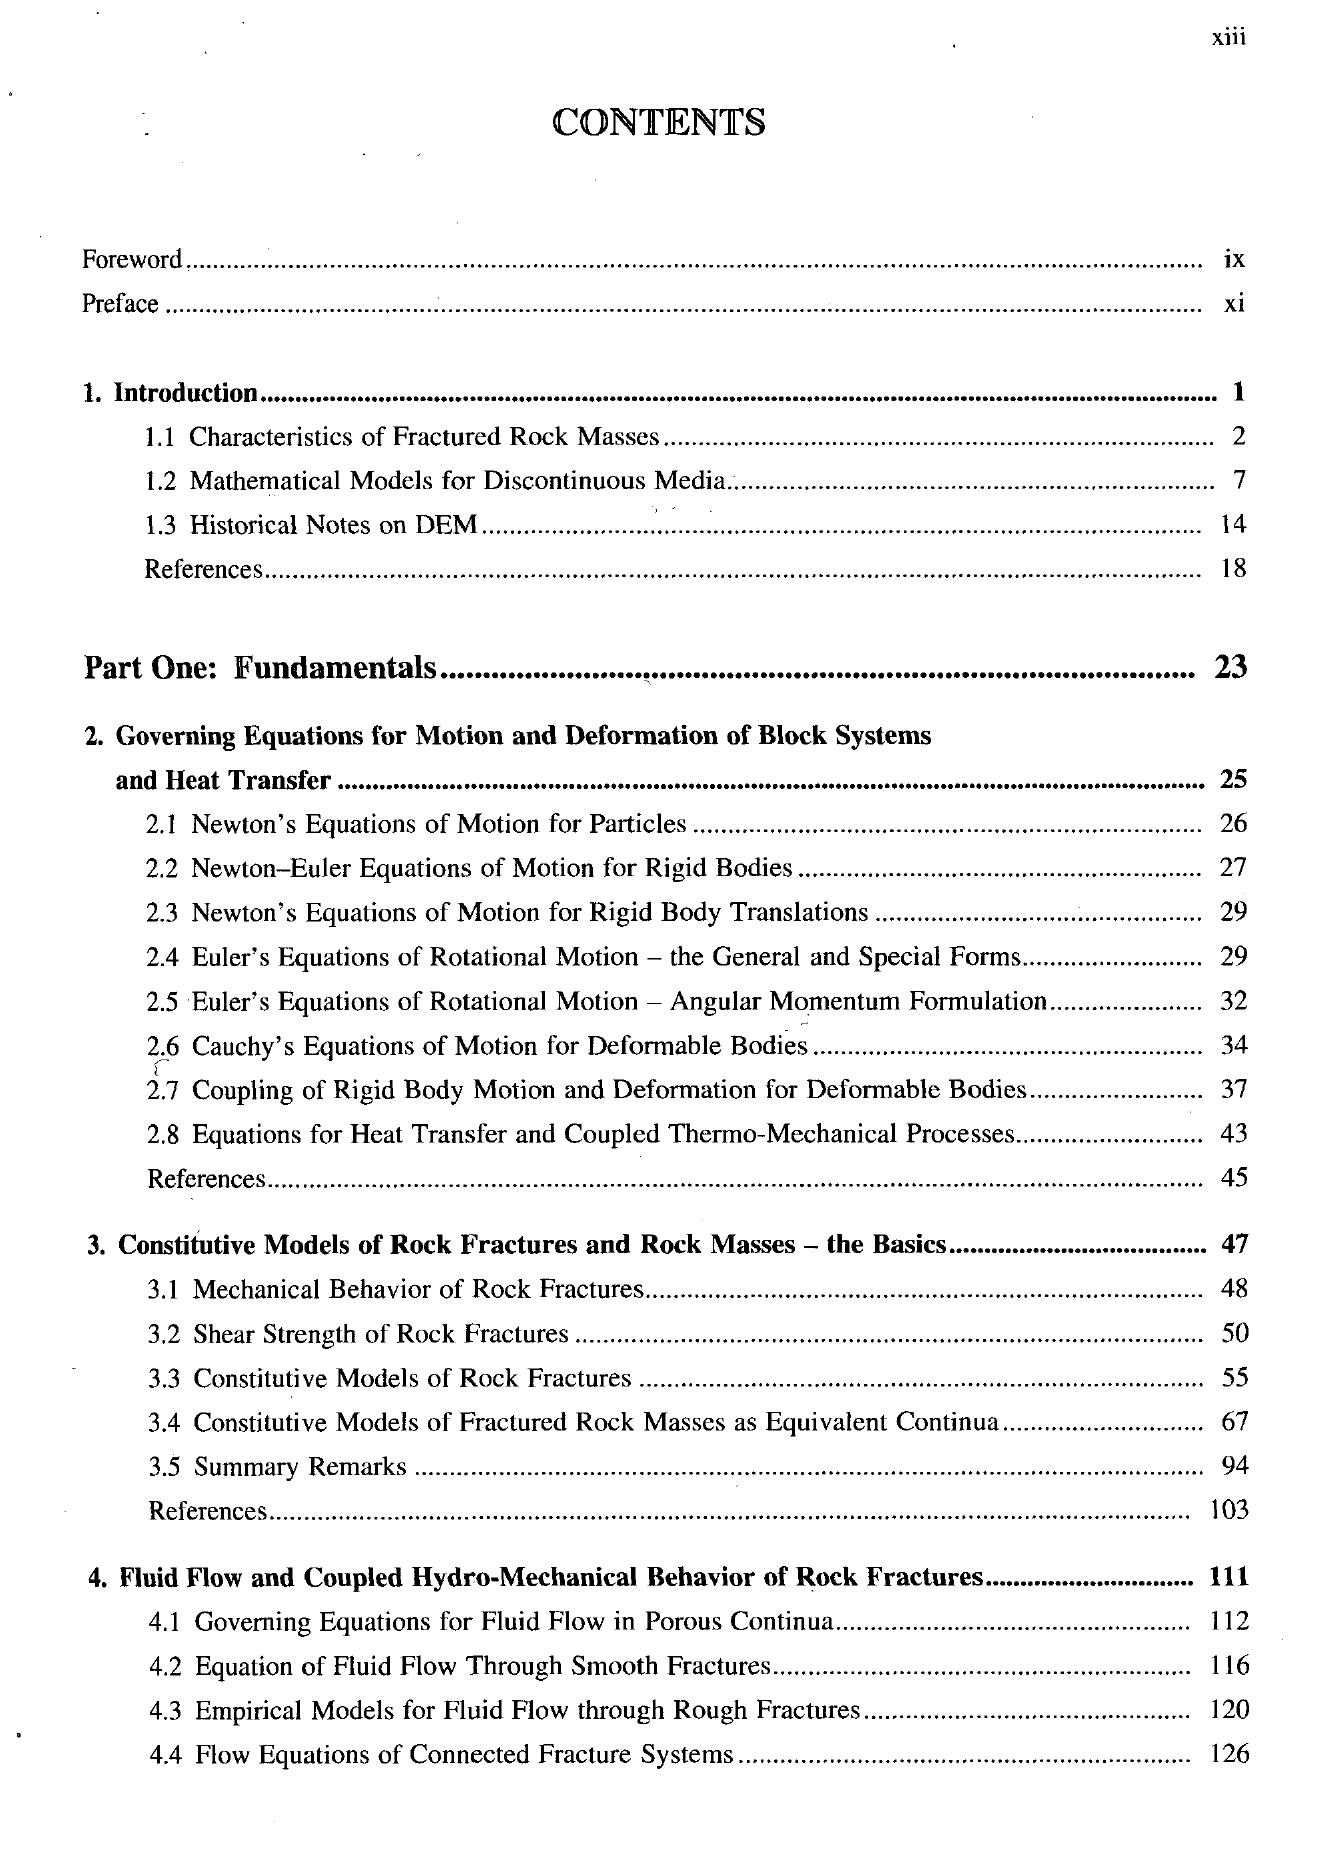 xiii
CONTENTS
Foreword ix
Preface xi
1. Introduction 1
1.1 Characteristics of Fractured Rock Masses 2
1.2 Mathematical Models for Discontinuous Media 7
1.3 Historical Notes on DEM 14
References 18
Part One: Fundamentals 23
2. Governing Equations for Motion and Deformation of Block Systems
and Heat Transfer 25
2.1 Newton's Equations of Motion for Particles 26
2.2 Newton–Euler Equations of Motion for Rigid Bodies 27
2.3 Newton's Equations of Motion for Rigid Body Translations 29
2.4 Euler's Equations of Rotational Motion – the General and Special Forms 29
2.5 Euler's Equations of Rotational Motion – Angular Momentum Formulation 32
2.6 Cauchy's Equations of Motion for Deformable Bodies 34
2.7 Coupling of Rigid Body Motion and Deformation for Deformable Bodies 37
2.8 Equations for Heat Transfer and Coupled Thermo-Mechanical Processes 43
References 45
3. Constitutive Models of Rock Fractures and Rock Masses – the Basics 47
3.1 Mechanical Behavior of Rock Fractures 48
3.2 Shear Strength of Rock Fractures 50
3.3 Constitutive Models of Rock Fractures 55
3.4 Constitutive Models of Fractured Rock Masses as Equivalent Continua 67
3.5 Summary Remarks 94
References 103
4. Fluid Flow and Coupled Hydro-Mechanical Behavior of Rock Fractures 111
4.1 Governing Equations for Fluid Flow in Porous Continua 112
4.2 Equation of Fluid Flow Through Smooth Fractures 116
4.3 Empirical Models for Fluid Flow through Rough Fractures 120
4.4 Flow Equations of Connected Fracture Systems 126